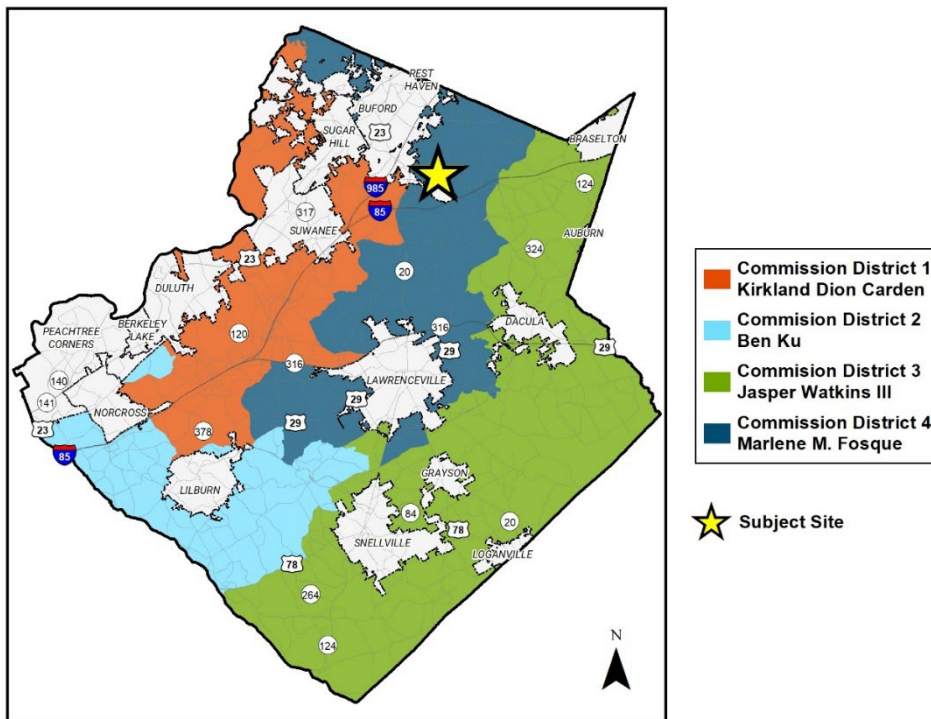 REST
HAVEN
BUFORD
SUGAR
HILL
23
BRASELTON
985
124
317
85
SUWANEE
AUBURN
23
20
324
DULUTH
PEACHTREE
CORNERS
BERKELEY
LAKE
120
316
DACULA
316
29
29
140
LAWRENCEVILLE
141
NORCROSS
29
23
378
29
85
LILBURN
GRAYSON
84
20
78
SNELLVILLE
LOGANVILLE
78
264
124
N
Commission District 1
Kirkland Dion Carden
Commision District 2
Ben Ku
Commision District 3
Jasper Watkins III
Commision District 4
Marlene M. Fosque
Subject Site